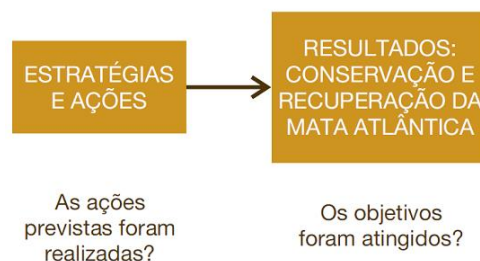 ESTRATÉGIAS
E AÇÕES
RESULTADOS:
CONSERVAÇÃO E
RECUPERAÇÃO DA
MATA ATLÂNTICA
As ações
previstas foram
realizadas?
Os objetivos
foram atingidos?